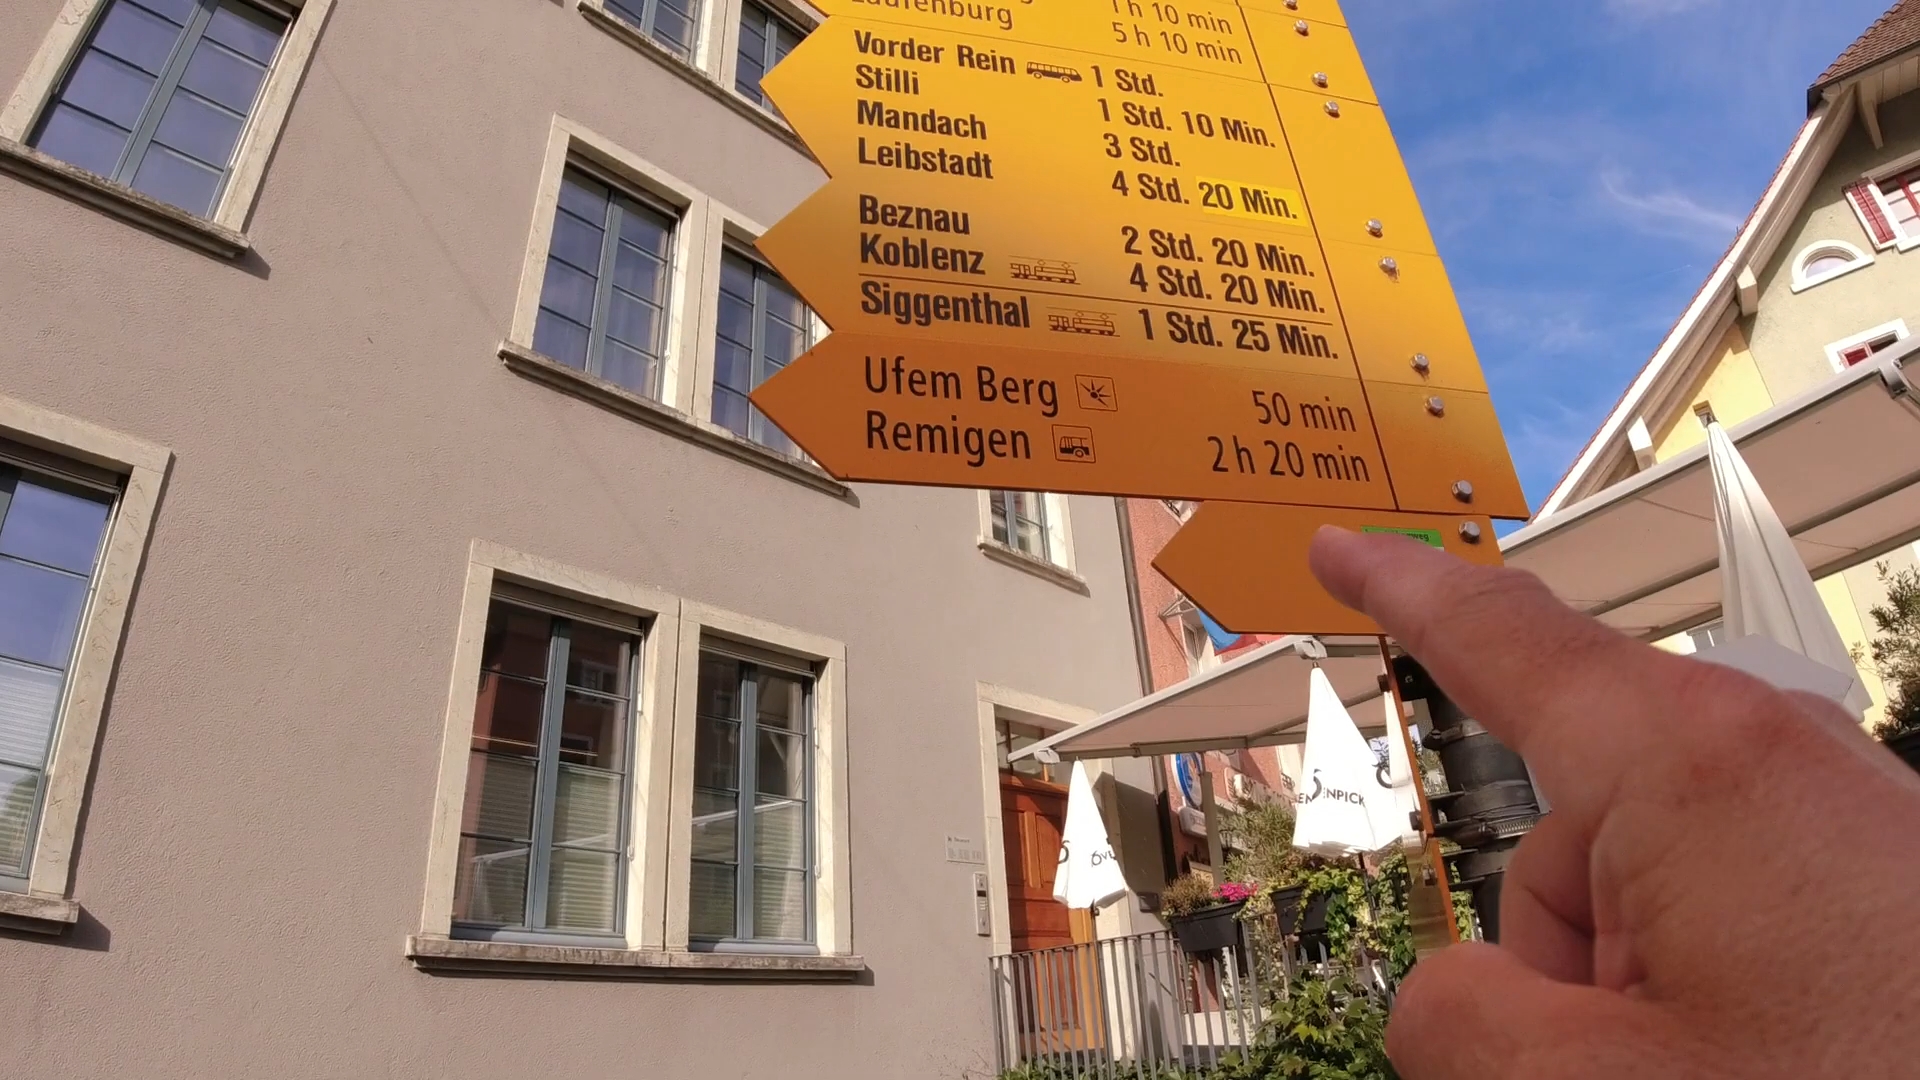 Laufenburg 5 h 10 min
1 h 10 min
Vorder Rein 1 Std.
Stilli 1 Std. 10 Min.
Mandach 3 Std.
Leibstadt 4 Std. 20 Min.
Beznau 2 Std. 20 Min.
Koblenz 4 Std. 20 Min.
Siggenthal 1 Std. 25 Min.
Ufem Berg 50 min
Remigen 2 h 20 min